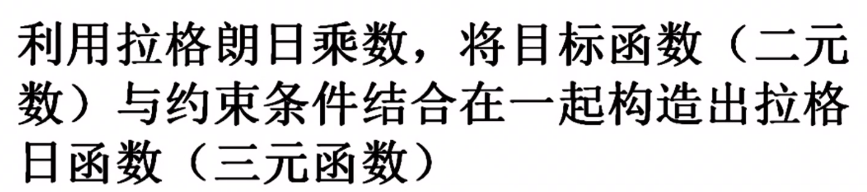 利用拉格朗日乘数，将目标函数（二元
数）与约束条件结合在一起构造出拉格
日函数（三元函数）